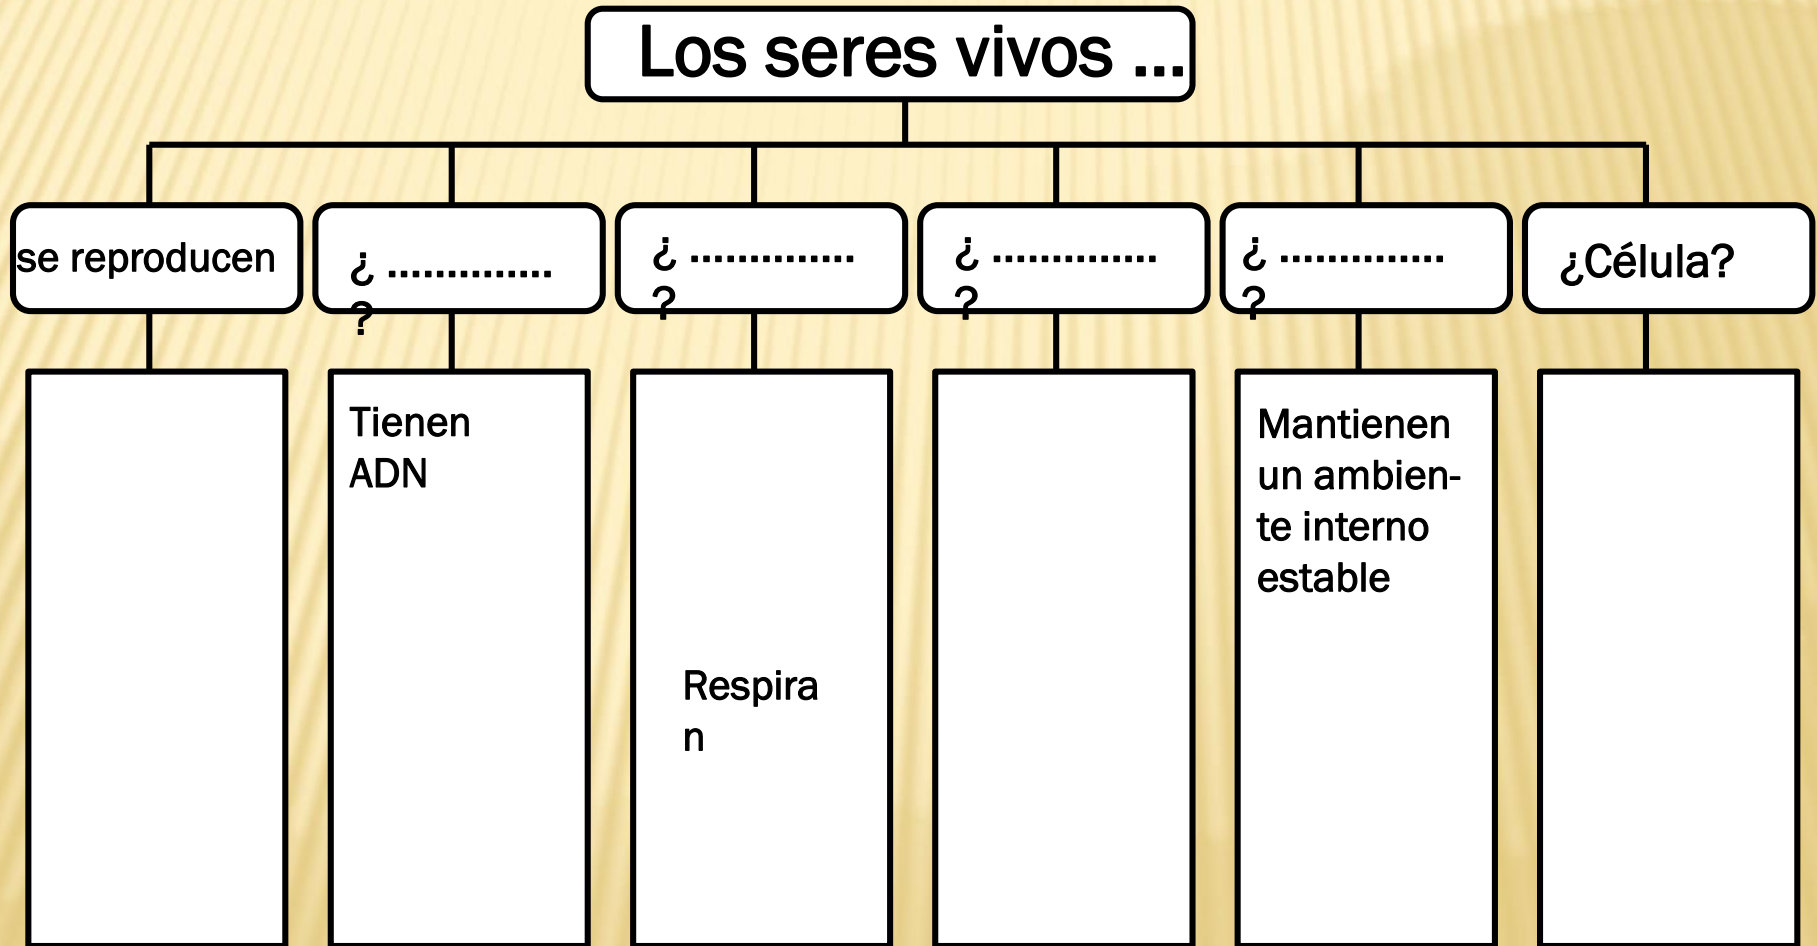 Los seres vivos ...
se reproducen
¿ ..............
?
¿ ..............
?
¿ ..............
?
¿ ..............
?
¿Célula?
Tienen
ADN
Respira
n
Mantienen
un ambien-
te interno
estable